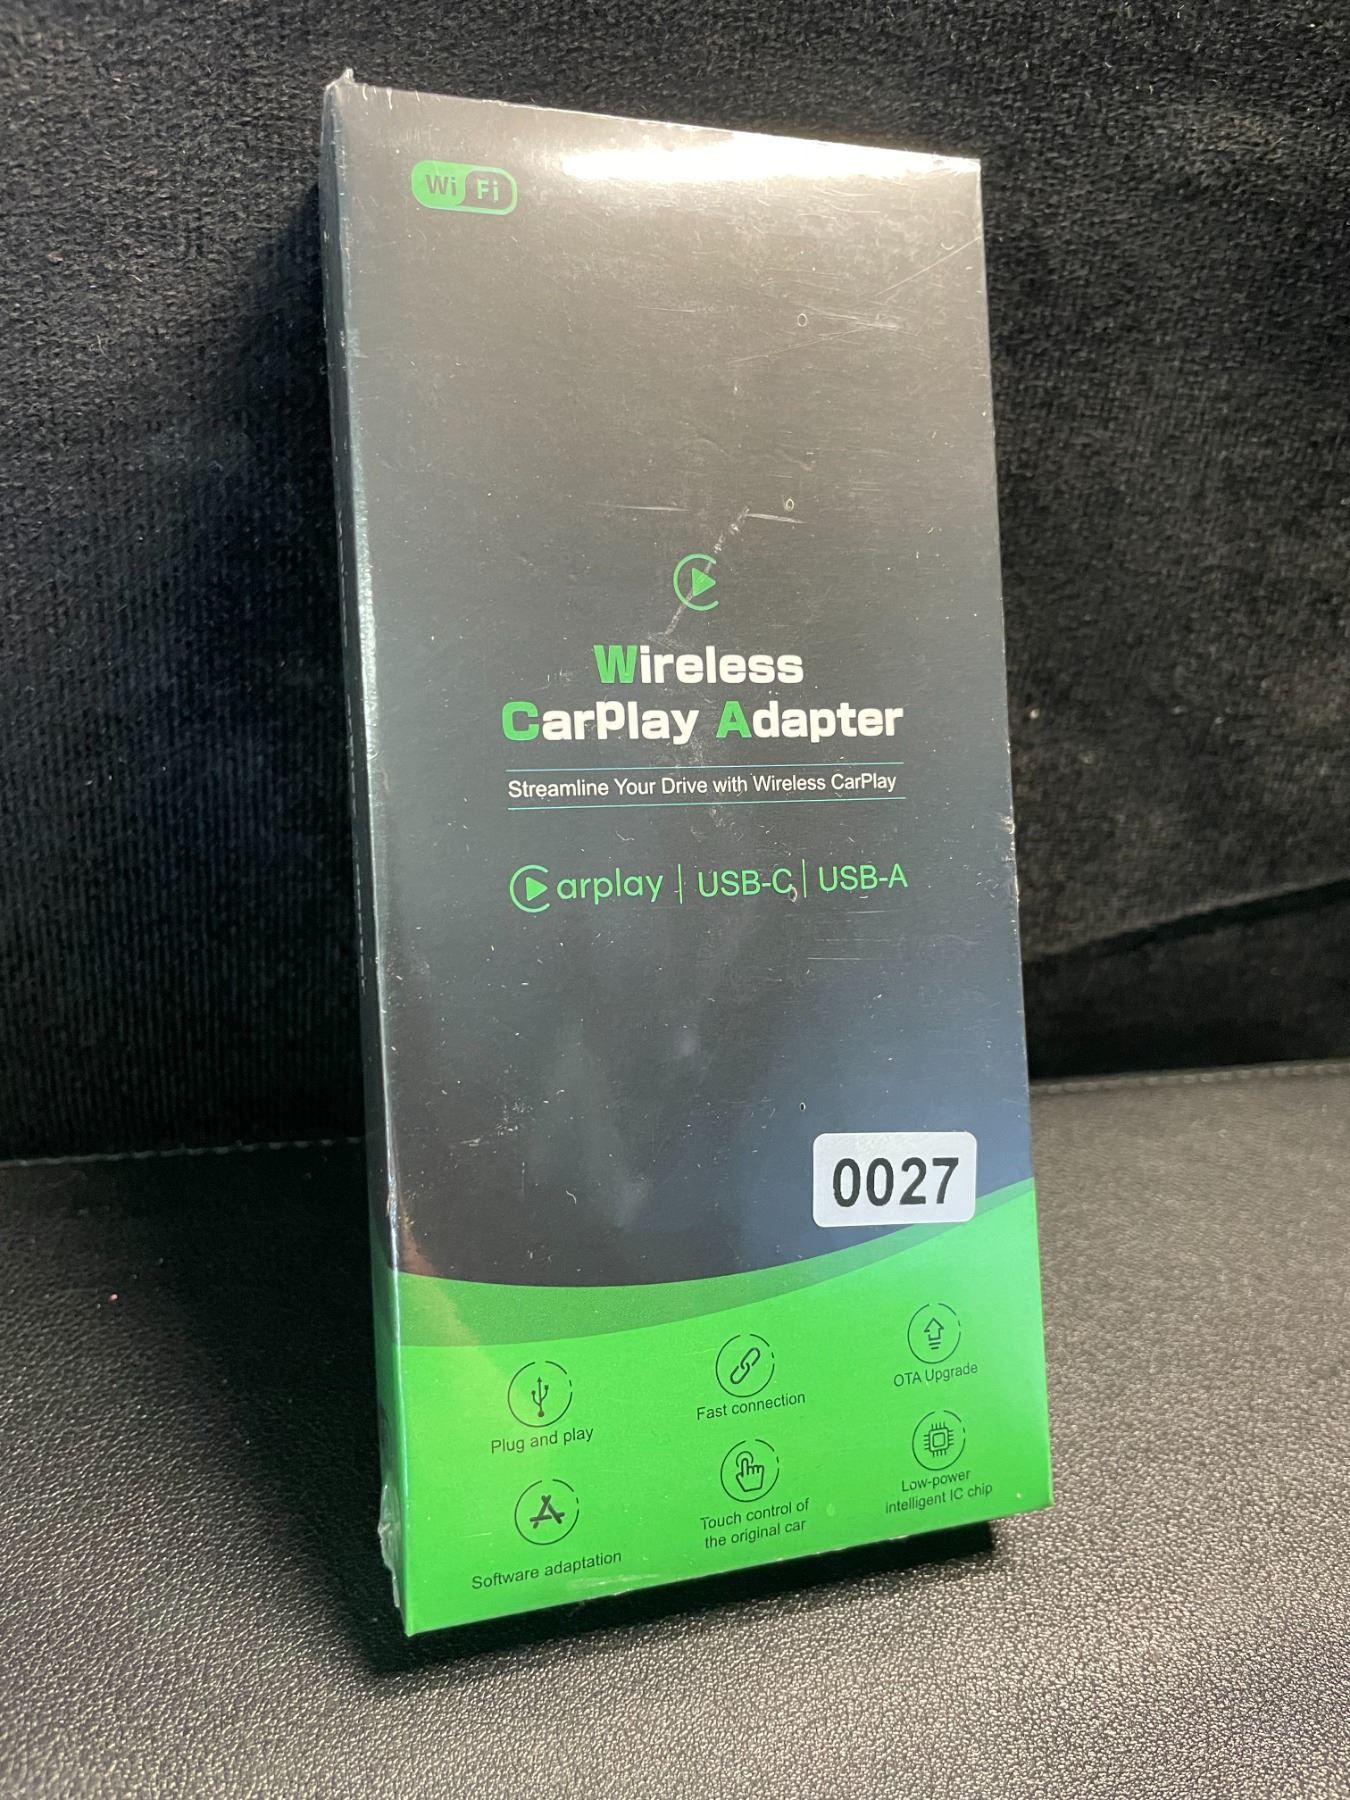 Wi Fi
Wireless
CarPlay Adapter
Streamline Your Drive with Wireless CarPlay
Carplay | USB-C | USB-A
0027
Plug and play
Fast connection
OTA Upgrade
Software adaptation
Touch control of
the original car
Low-power
intelligent IC chip